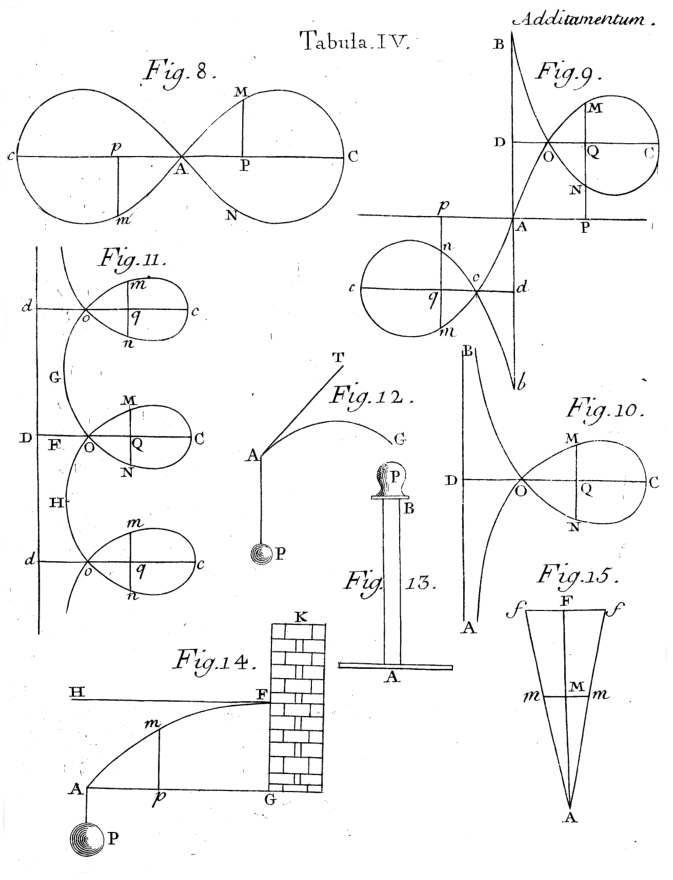 Additamentum.
Tabula.IV.
Fig.8.
M
c
p
A
P
C
m
N
B
Fig.9.
M
D
O
Q
C
N
p
A
P
n
c
q
o
d
m
b
Fig.11.
m
d
o
q
c
n
G
M
D
F
O
Q
C
N
H
m
d
o
q
c
n
T
Fig.12.
A
G
P
B
Fig.10.
M
D
O
Q
C
N
A
P
B
Fig. 13.
A
Fig.15.
f
F
f
m
M
m
A
K
Fig.14.
H
F
m
A
p
G
P